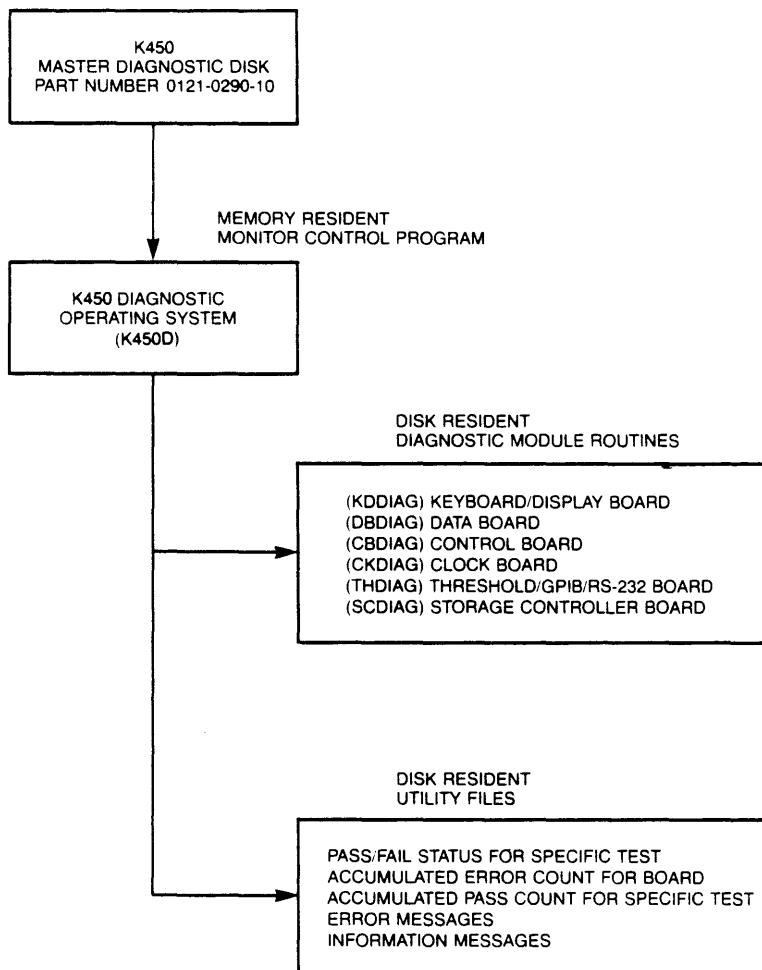 K450
MASTER DIAGNOSTIC DISK
PART NUMBER 0121-0290-10
MEMORY RESIDENT
MONITOR CONTROL PROGRAM
K450 DIAGNOSTIC
OPERATING SYSTEM
(K450D)
DISK RESIDENT
DIAGNOSTIC MODULE ROUTINES
(KDDIAG) KEYBOARD/DISPLAY BOARD
(DBDIAG) DATA BOARD
(CBDIAG) CONTROL BOARD
(CKDIAG) CLOCK BOARD
(THDIAG) THRESHOLD/GPIB/RS-232 BOARD
(SCDIAG) STORAGE CONTROLLER BOARD
DISK RESIDENT
UTILITY FILES
PASS/FAIL STATUS FOR SPECIFIC TEST
ACCUMULATED ERROR COUNT FOR BOARD
ACCUMULATED PASS COUNT FOR SPECIFIC TEST
ERROR MESSAGES
INFORMATION MESSAGES